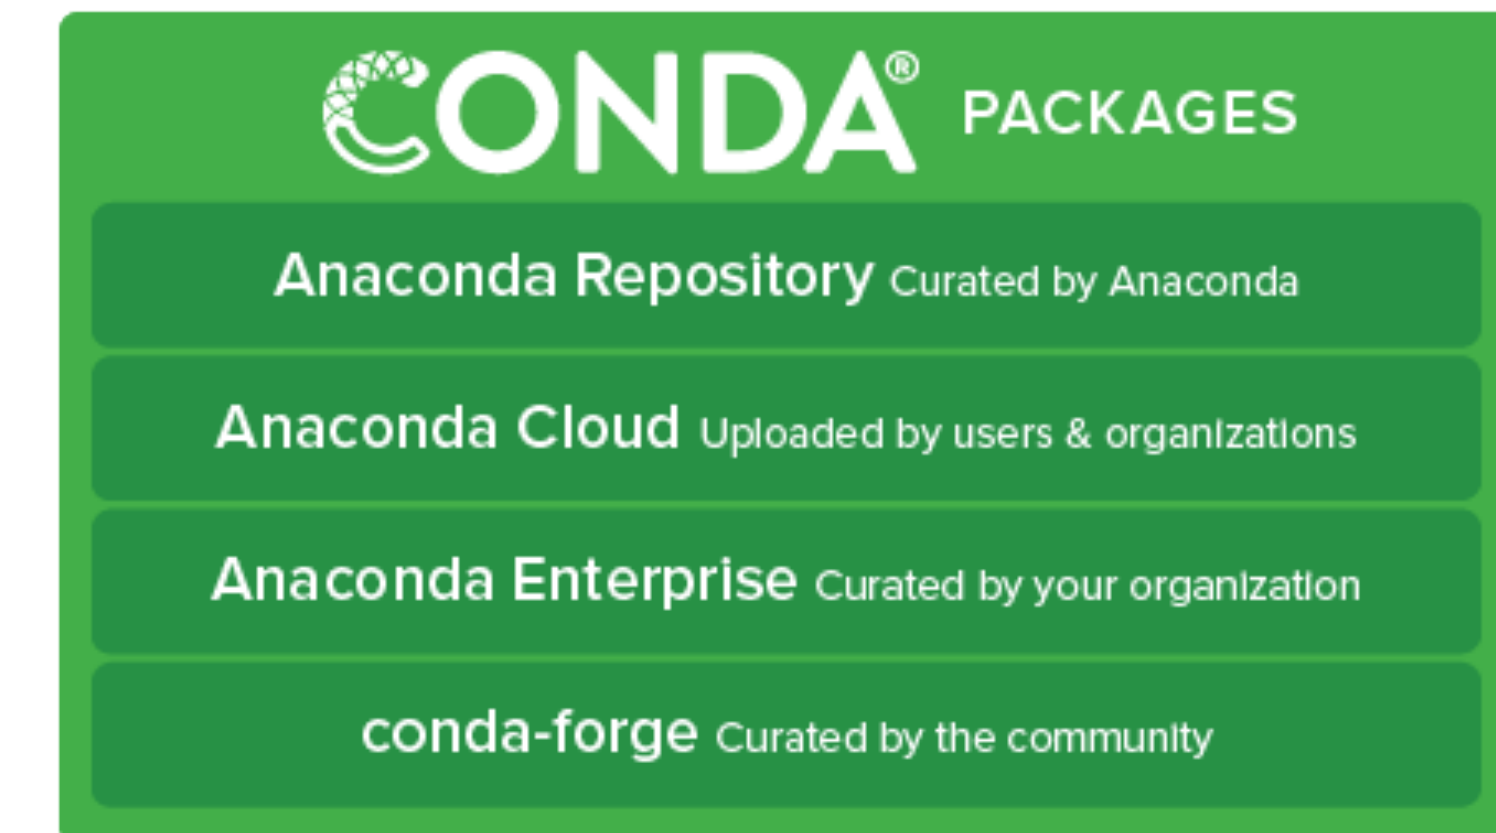 CONDA® PACKAGES
Anaconda Repository Curated by Anaconda
Anaconda Cloud Uploaded by users & organizations
Anaconda Enterprise Curated by your organization
conda-forge Curated by the community